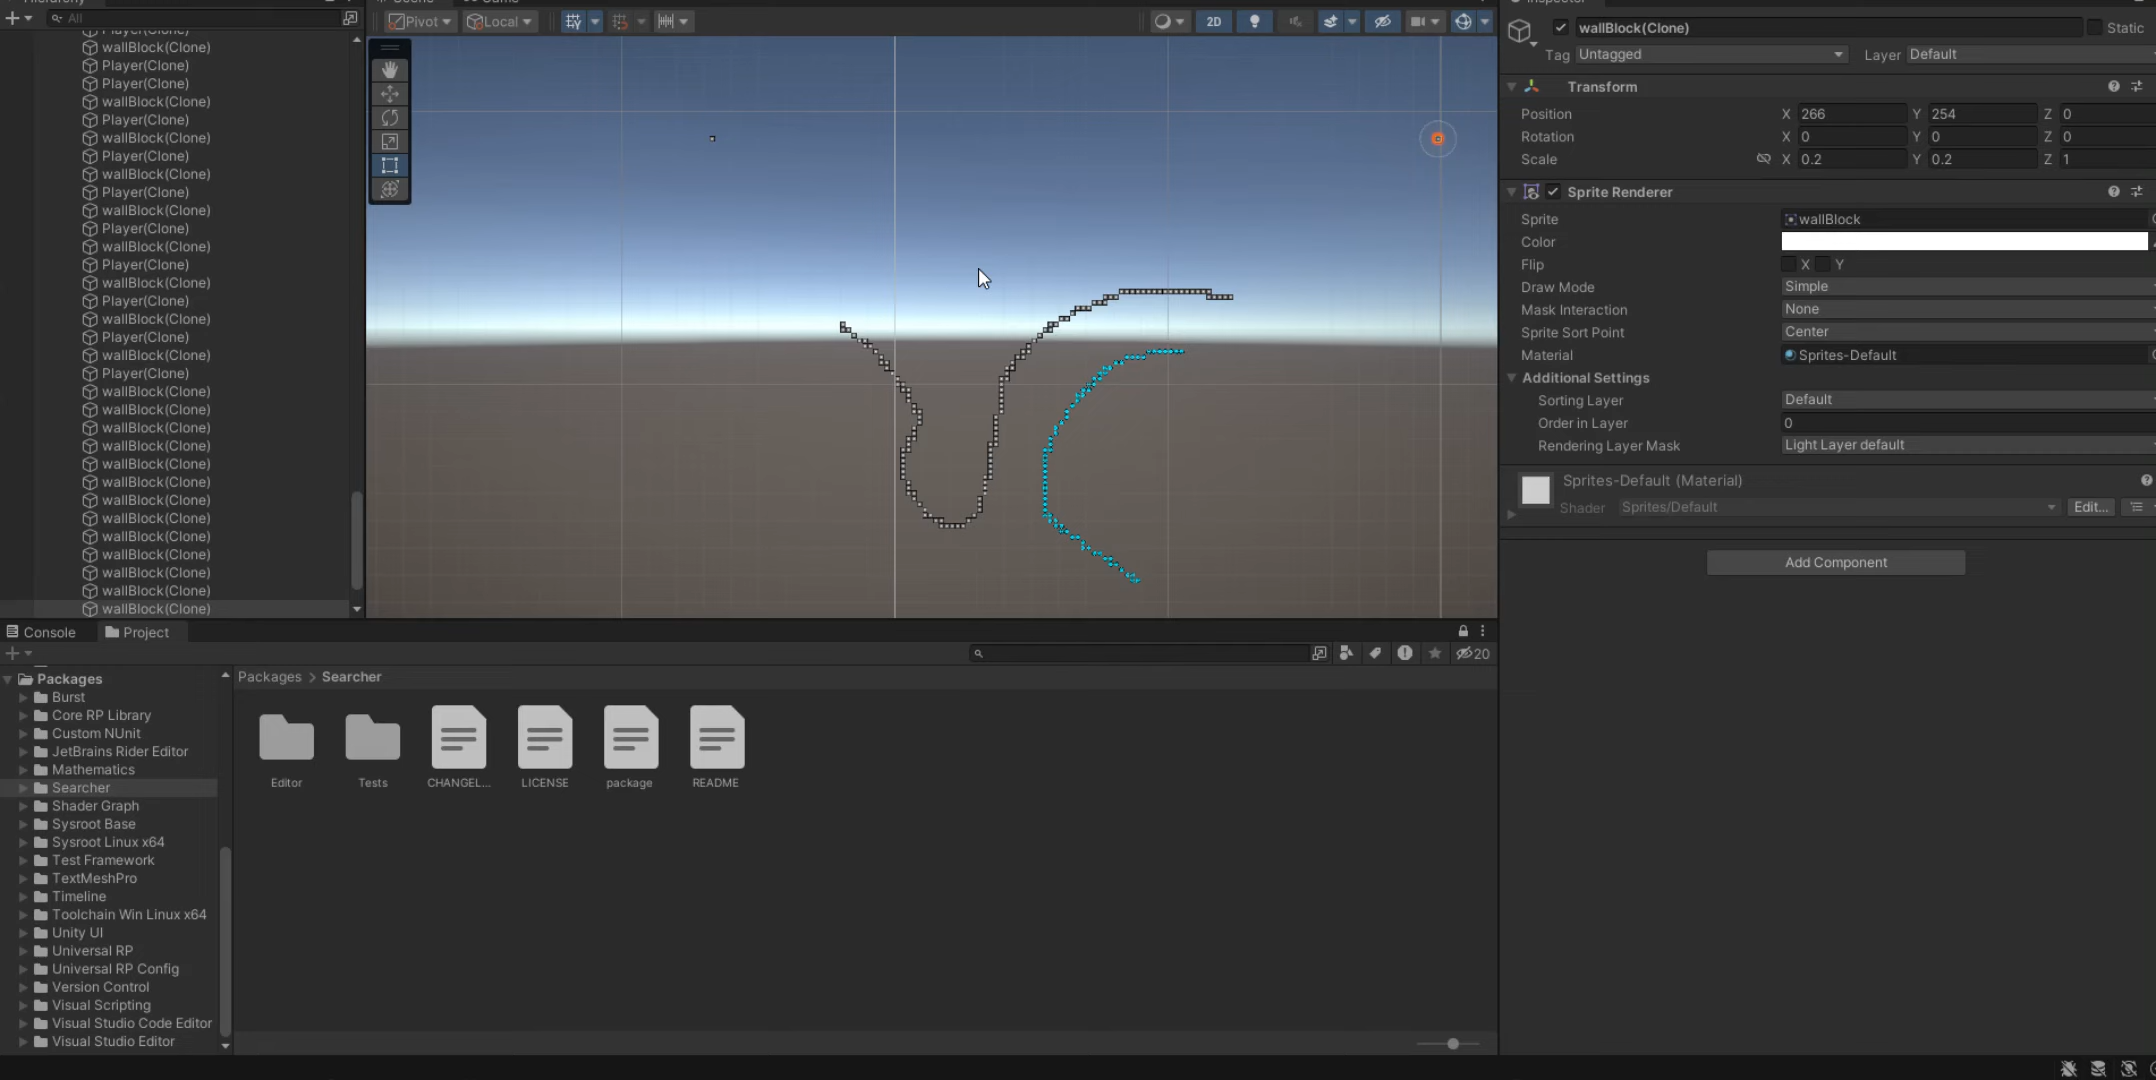 Hierarchy
All
Player(Clone)
wallBlock(Clone)
Player(Clone)
Player(Clone)
wallBlock(Clone)
Player(Clone)
wallBlock(Clone)
Player(Clone)
wallBlock(Clone)
Player(Clone)
wallBlock(Clone)
Player(Clone)
wallBlock(Clone)
Player(Clone)
wallBlock(Clone)
Player(Clone)
wallBlock(Clone)
Player(Clone)
wallBlock(Clone)
Player(Clone)
wallBlock(Clone)
wallBlock(Clone)
wallBlock(Clone)
wallBlock(Clone)
wallBlock(Clone)
wallBlock(Clone)
wallBlock(Clone)
wallBlock(Clone)
wallBlock(Clone)
wallBlock(Clone)
wallBlock(Clone)
wallBlock(Clone)
wallBlock(Clone)
Scene Game
Pivot Local 2D
Inspector
wallBlock(Clone) Static
Tag Untagged Layer Default
Transform
Position X 266 Y 254 Z 0
Rotation X 0 Y 0 Z 0
Scale X 0.2 Y 0.2 Z 1
Sprite Renderer
Sprite wallBlock
Color
Flip X Y
Draw Mode Simple
Mask Interaction None
Sprite Sort Point Center
Material Sprites-Default
Additional Settings
Sorting Layer Default
Order in Layer 0
Rendering Layer Mask Light Layer default
Sprites-Default (Material)
Shader Sprites/Default Edit...
Add Component
Console Project
20
Packages
Burst
Core RP Library
Custom NUnit
JetBrains Rider Editor
Mathematics
Searcher
Shader Graph
Sysroot Base
Sysroot Linux x64
Test Framework
TextMeshPro
Timeline
Toolchain Win Linux x64
Unity UI
Universal RP
Universal RP Config
Version Control
Visual Scripting
Visual Studio Code Editor
Visual Studio Editor
Packages > Searcher
Editor Tests CHANGEL... LICENSE package README